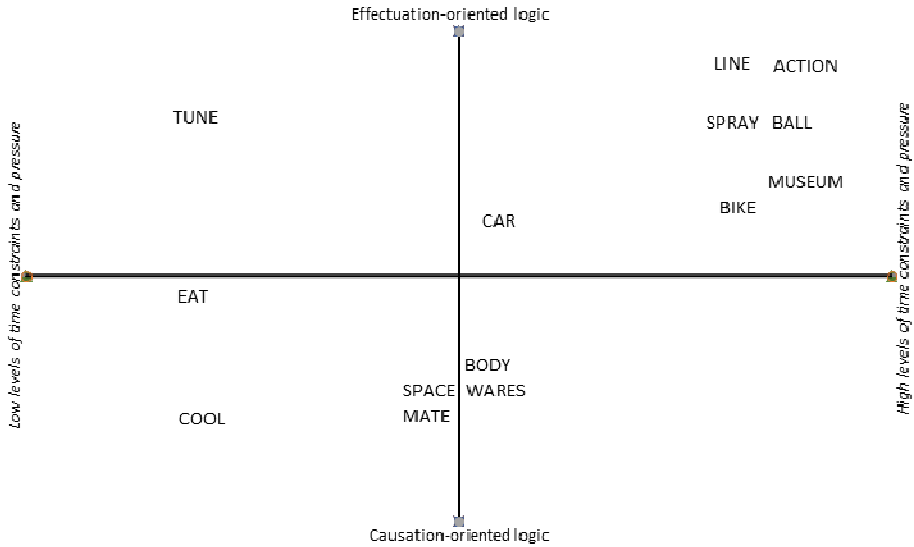 Effectuation-oriented logic
LINE ACTION
TUNE
SPRAY BALL
MUSEUM
BIKE
CAR
Low levels of time constraints and pressure
High levels of time constraints and pressure
EAT
BODY
SPACE WARES
MATE
COOL
Causation-oriented logic